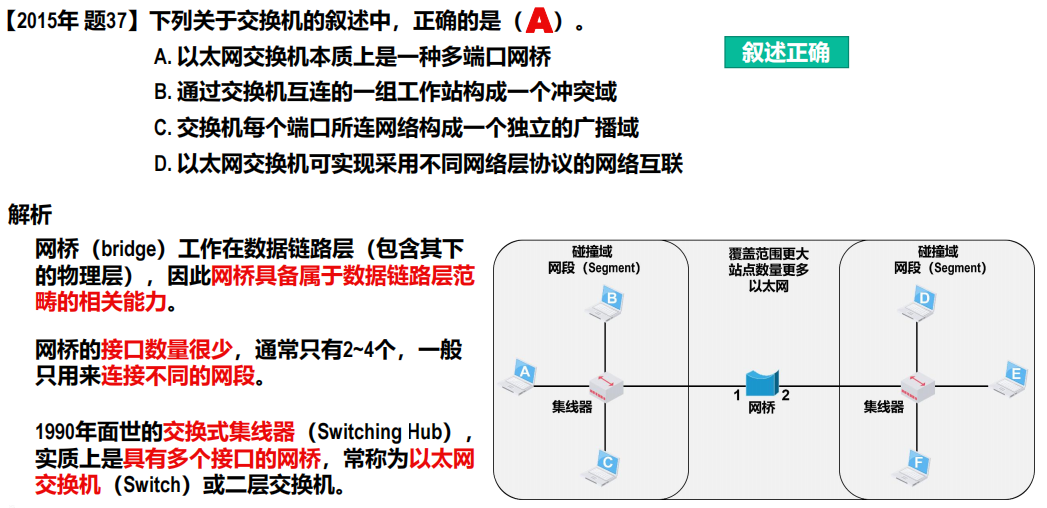 【2015年 题37】下列关于交换机的叙述中，正确的是（A）。
A. 以太网交换机本质上是一种多端口网桥
叙述正确
B. 通过交换机互连的一组工作站构成一个冲突域
C. 交换机每个端口所连网络构成一个独立的广播域
D. 以太网交换机可实现采用不同网络层协议的网络互联
解析
网桥（bridge）工作在数据链路层（包含其下
的物理层），因此网桥具备属于数据链路层范
畴的相关能力。
网桥的接口数量很少，通常只有2~4个，一般
只用来连接不同的网段。
1990年面世的交换式集线器（Switching Hub），
实质上是具有多个接口的网桥，常称为以太网
交换机（Switch）或二层交换机。
碰撞域
网段（Segment）
覆盖范围更大
站点数量更多
以太网
碰撞域
网段（Segment）
B
D
A
E
集线器
1
2
网桥
集线器
C
F